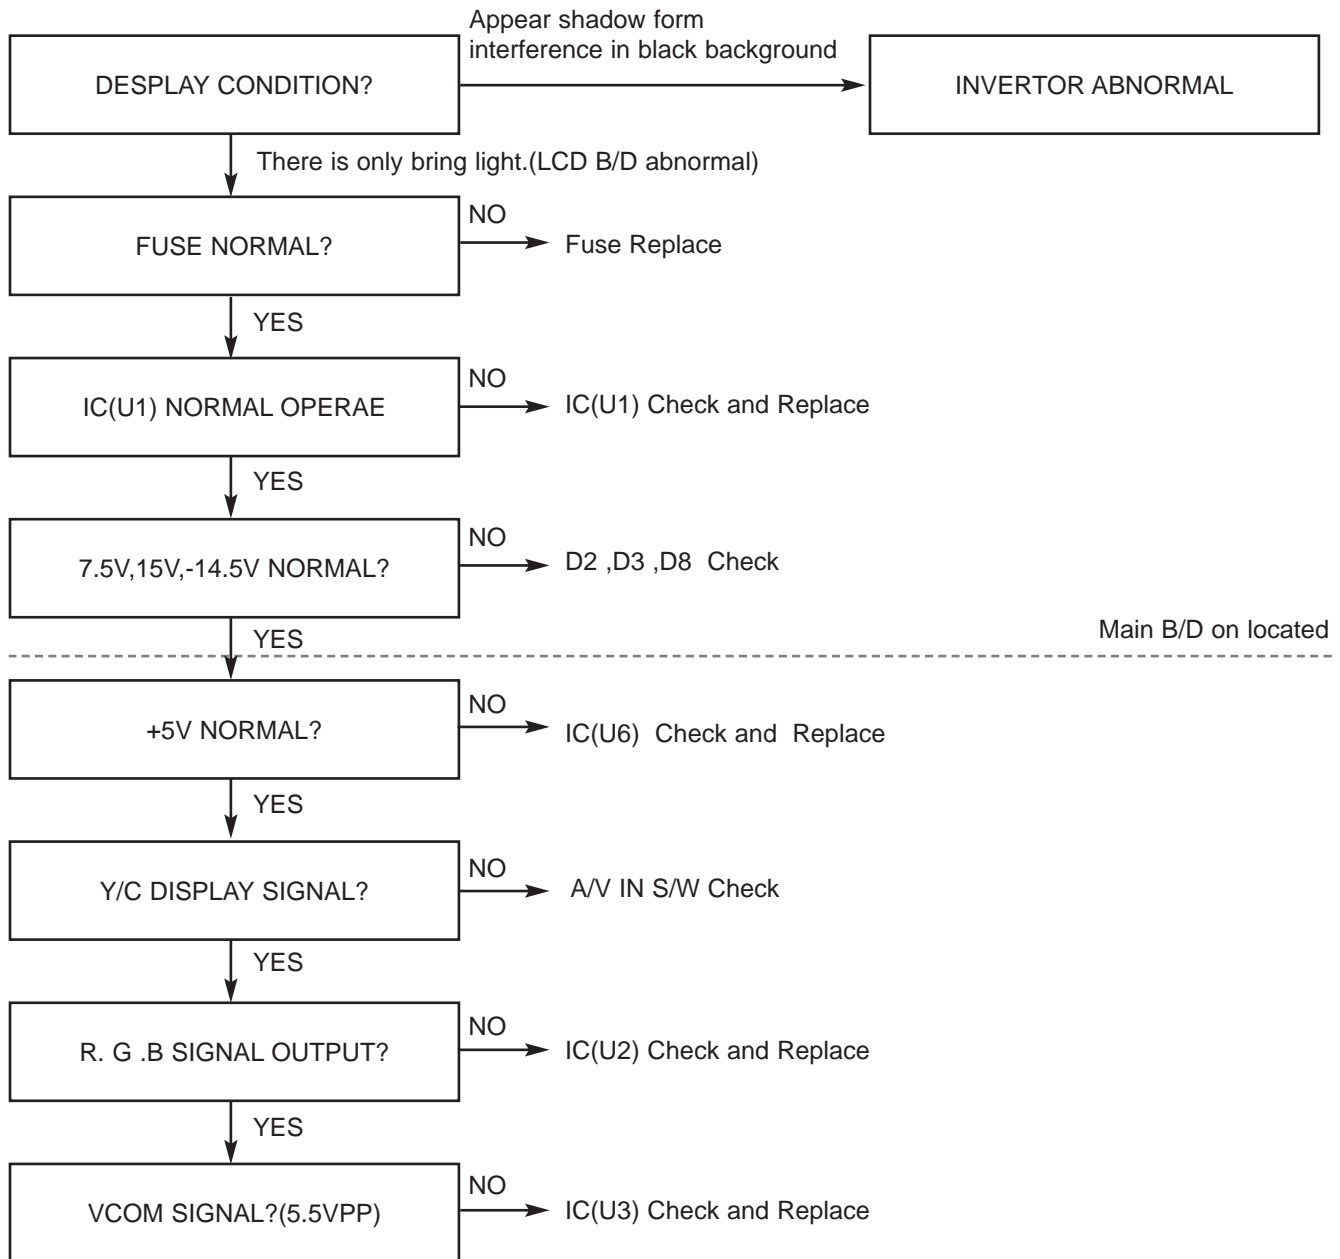 Appear shadow form
interference in black background
DESPLAY CONDITION?
INVERTOR ABNORMAL
There is only bring light.(LCD B/D abnormal)
NO
FUSE NORMAL?
Fuse Replace
YES
NO
IC(U1) NORMAL OPERAE
IC(U1) Check and Replace
YES
NO
7.5V,15V,-14.5V NORMAL?
D2 ,D3 ,D8  Check
YES
Main B/D on located
NO
+5V NORMAL?
IC(U6)  Check and  Replace
YES
NO
Y/C DISPLAY SIGNAL?
A/V IN S/W Check
YES
NO
R. G .B SIGNAL OUTPUT?
IC(U2) Check and Replace
YES
NO
VCOM SIGNAL?(5.5VPP)
IC(U3) Check and Replace